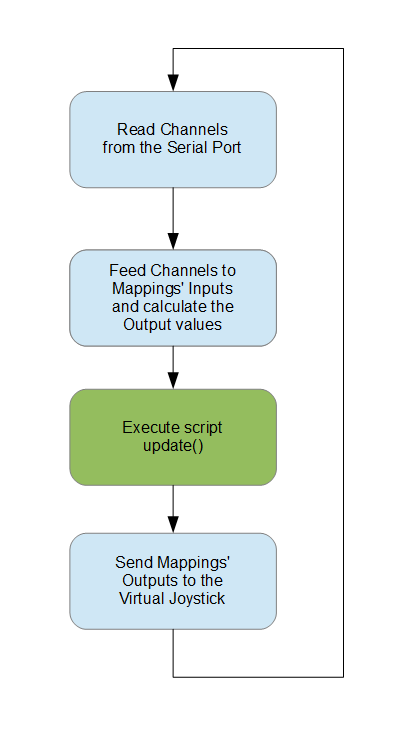 Read Channels
from the Serial Port
Feed Channels to
Mappings' Inputs
and calculate the
Output values
Execute script
update()
Send Mappings'
Outputs to the
Virtual Joystick